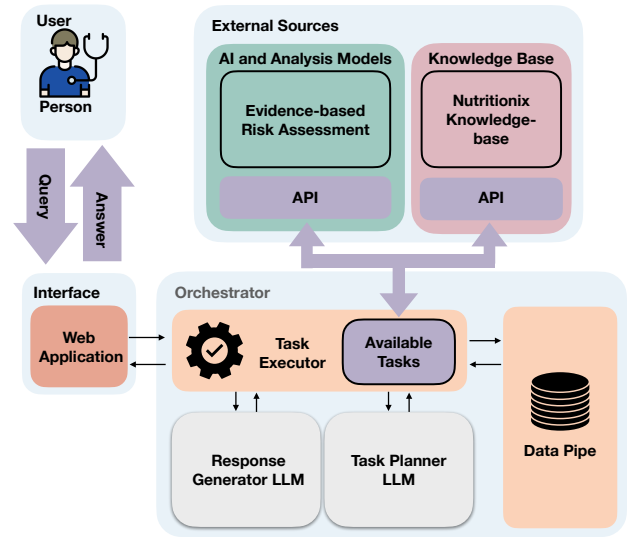 User
Person
Query
Answer
External Sources
AI and Analysis Models
Evidence-based
Risk Assessment
API
Knowledge Base
Nutritionix
Knowledge-
base
API
Interface
Web
Application
Orchestrator
Task
Executor
Available
Tasks
Response
Generator LLM
Task Planner
LLM
Data Pipe